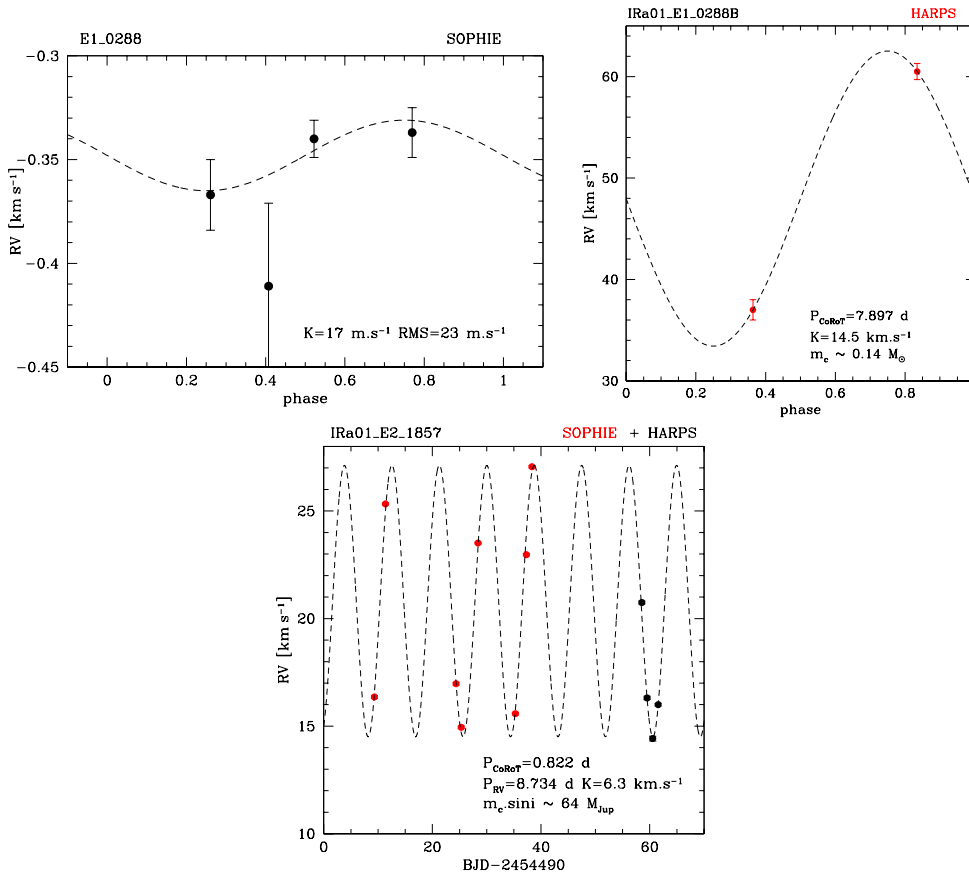 E1_0288 SOPHIE
−0.3
−0.35
−0.4
−0.45
RV [km s⁻¹]
K=17 m.s⁻¹ RMS=23 m.s⁻¹
0 0.2 0.4 0.6 0.8 1
phase
IRa01_E1_0288B HARPS
60
50
40
30
RV [km s⁻¹]
P_CoRoT=7.897 d
K=14.5 km.s⁻¹
m_c ~ 0.14 M_⊙
0 0.2 0.4 0.6 0.8
phase
IRa01_E2_1857 SOPHIE + HARPS
25
20
15
10
RV [km s⁻¹]
P_CoRoT=0.822 d
P_RV=8.734 d K=6.3 km.s⁻¹
m_c.sini ~ 64 M_Jup
0 20 40 60
BJD−2454490